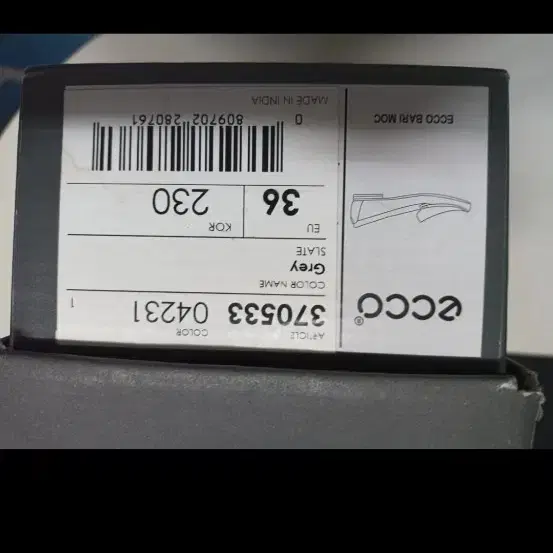 ecco®
ECCO BARI MOC
ARTICLE COLOR
370533 04231 1
COLOR NAME
Grey
SLATE
EU 36 KOR 230
0 809702 280761
MADE IN INDIA